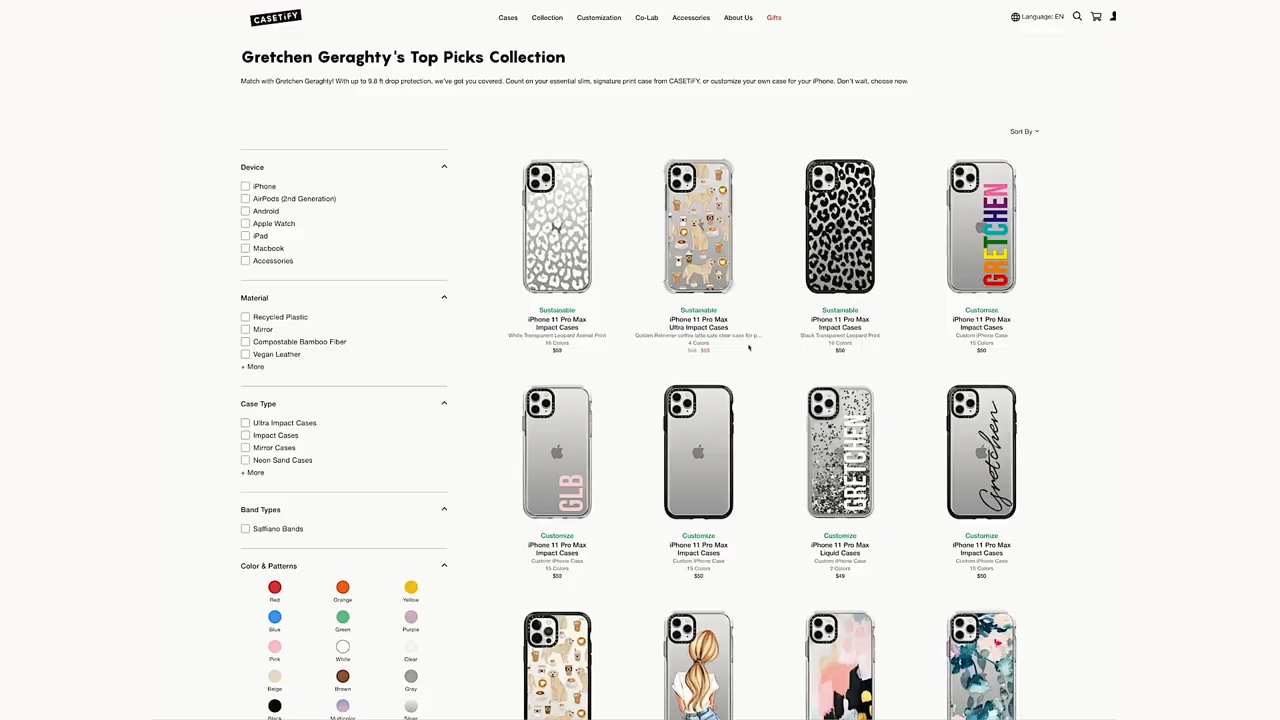 CASETiFY
Cases
Collection
Customization
Co-Lab
Accessories
About Us
Gifts
Language: EN
Gretchen Geraghty's Top Picks Collection
Match with Gretchen Geraghty! With up to 9.8 ft drop protection, we've got you covered. Count on your essential slim, signature print case from CASETiFY, or customize your own case for your iPhone. Don't wait, choose now.
Sort By
Device
iPhone
AirPods (2nd Generation)
Android
Apple Watch
iPad
Macbook
Accessories
Material
Recycled Plastic
Mirror
Compostable Bamboo Fiber
Vegan Leather
+ More
Case Type
Ultra Impact Cases
Impact Cases
Mirror Cases
Neon Sand Cases
+ More
Band Types
Saffiano Bands
Color & Patterns
Red
Orange
Yellow
Blue
Green
Purple
Pink
White
Clear
Beige
Brown
Gray
Black
Multicolor
Silver
Sustainable
iPhone 11 Pro Max
Impact Cases
White Transparent Leopard Animal Print
16 Colors
Sustainable
iPhone 11 Pro Max
Ultra Impact Cases
Golden Retriever coffee latte cafe clear case for p...
4 Colors
Sustainable
iPhone 11 Pro Max
Impact Cases
Black Transparent Leopard Print
16 Colors
$50
GRETCHEN
Customize
iPhone 11 Pro Max
Impact Cases
Custom iPhone Case
15 Colors
$50
GLB
Customize
iPhone 11 Pro Max
Impact Cases
Custom iPhone Case
15 Colors
$50
Customize
iPhone 11 Pro Max
Impact Cases
Custom iPhone Case
15 Colors
$50
GRETCHEN
Customize
iPhone 11 Pro Max
Liquid Cases
Custom iPhone Case
2 Colors
$49
Gretchen
Customize
iPhone 11 Pro Max
Impact Cases
Custom iPhone Case
15 Colors
$50